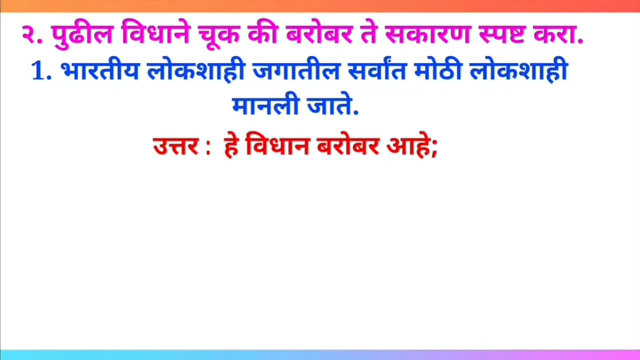 २. पुढील विधाने चूक की बरोबर ते सकारण स्पष्ट करा.
1. भारतीय लोकशाही जगातील सर्वांत मोठी लोकशाही
मानली जाते.
उत्तर : हे विधान बरोबर आहे;